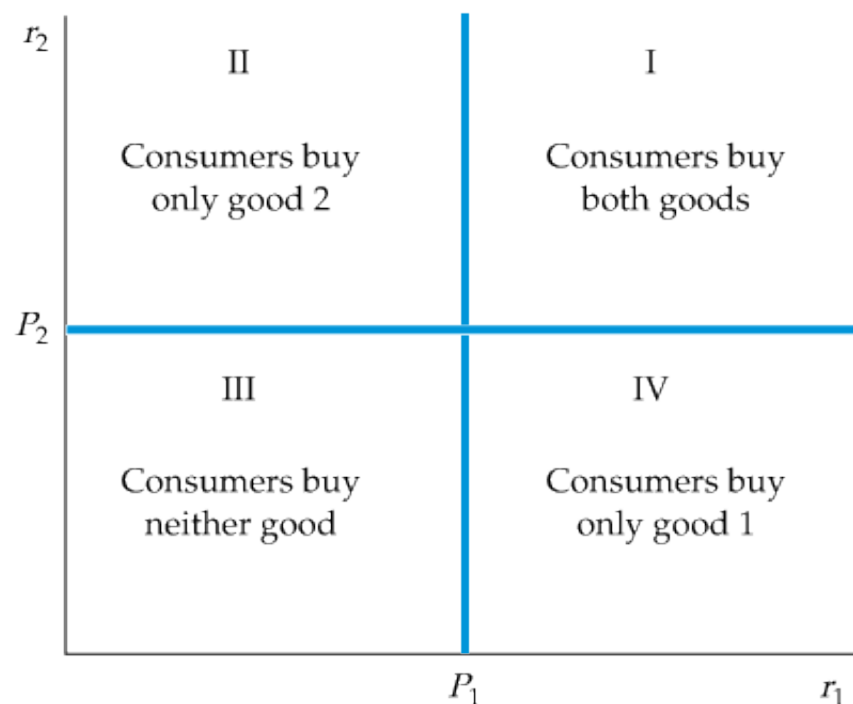 r₂
II
I
Consumers buy
only good 2
Consumers buy
both goods
P₂
III
IV
Consumers buy
neither good
Consumers buy
only good 1
P₁
r₁